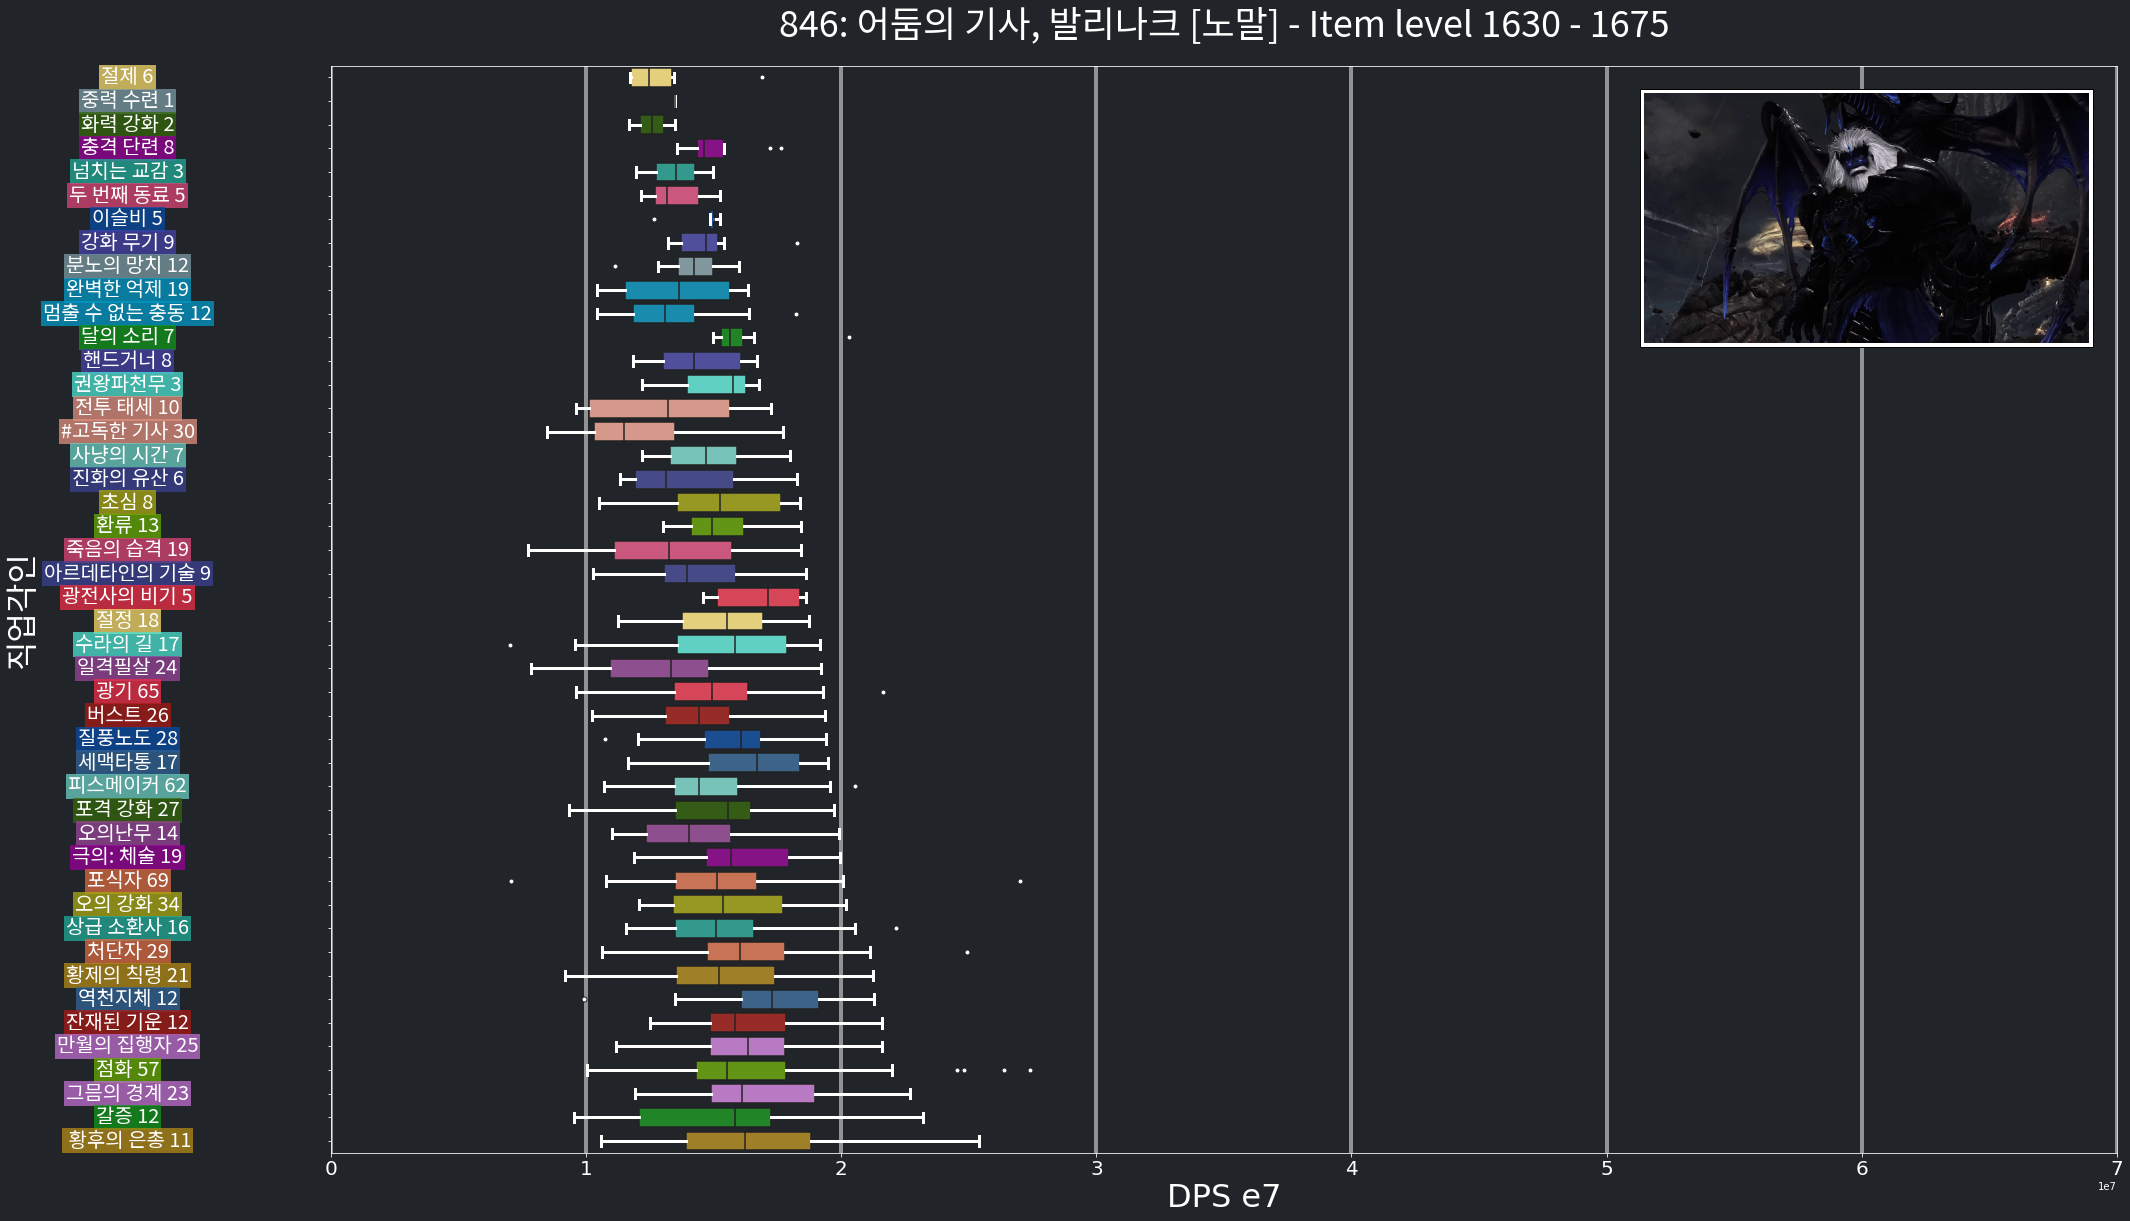 846: 어둠의 기사, 발리나크 [노말] - Item level 1630 - 1675
직업각인
절제 6
중력 수련 1
화력 강화 2
충격 단련 8
넘치는 교감 3
두 번째 동료 5
이슬비 5
강화 무기 9
분노의 망치 12
완벽한 억제 19
멈출 수 없는 충동 12
달의 소리 7
핸드거너 8
권왕파천무 3
전투 태세 10
#고독한 기사 30
사냥의 시간 7
진화의 유산 6
초심 8
환류 13
죽음의 습격 19
아르데타인의 기술 9
광전사의 비기 5
절정 18
수라의 길 17
일격필살 24
광기 65
버스트 26
질풍노도 28
세맥타통 17
피스메이커 62
포격 강화 27
오의난무 14
극의: 체술 19
포식자 69
오의 강화 34
상급 소환사 16
처단자 29
황제의 칙령 21
역천지체 12
잔재된 기운 12
만월의 집행자 25
점화 57
그믐의 경계 23
갈증 12
황후의 은총 11
0 1 2 3 4 5 6 7
1e7
DPS e7